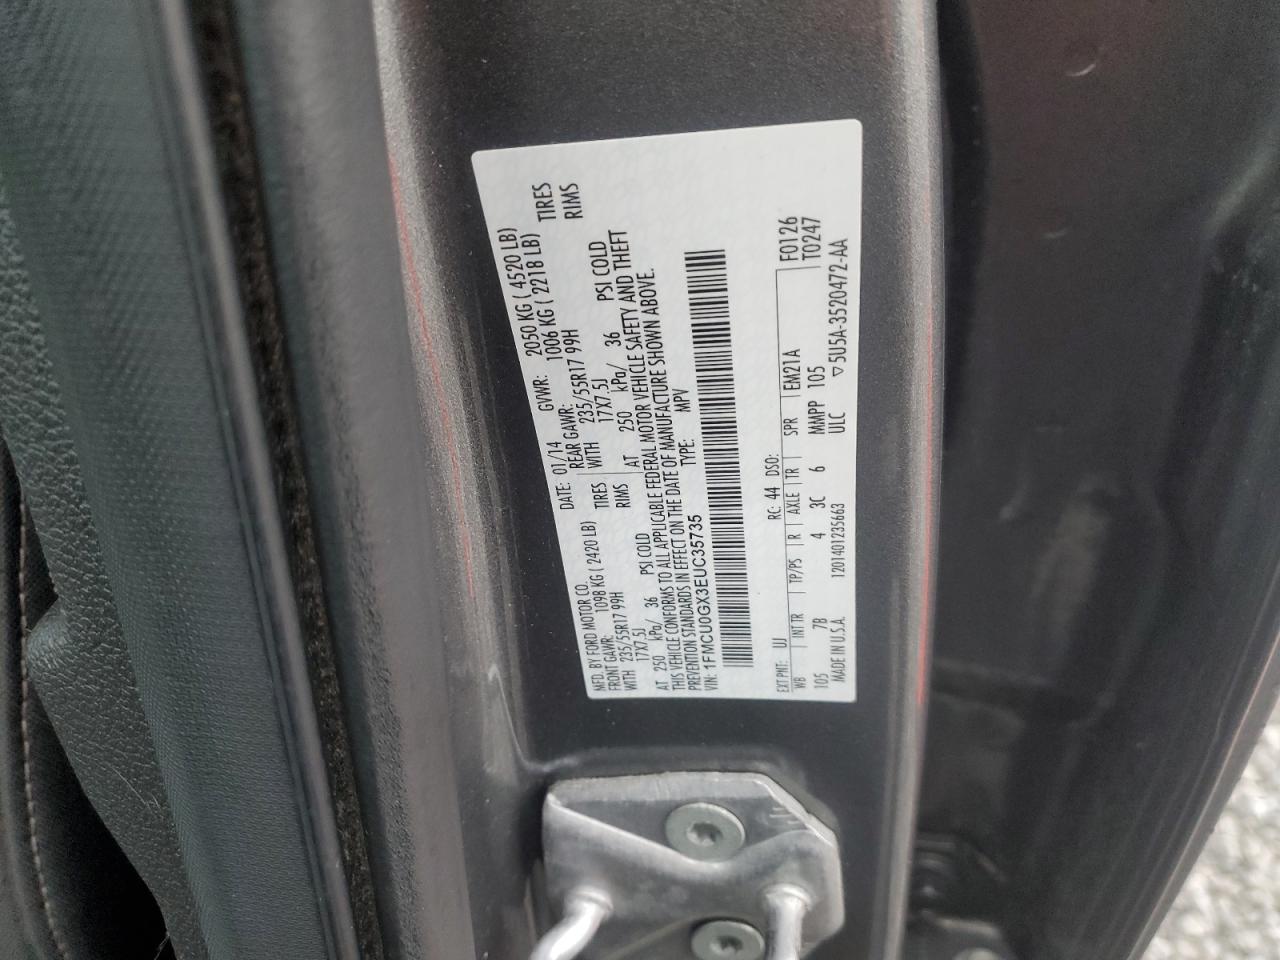 MFD. BY FORD MOTOR CO. DATE: 01/14 GVWR: 2050 KG ( 4520 LB)
FRONT GAWR: 1098 KG ( 2420 LB) REAR GAWR: 1006 KG ( 2218 LB)
WITH 235/55R17 99H TIRES WITH 235/55R17 99H TIRES
17X7.5J RIMS 17X7.5J RIMS
AT 250 kPa/ 36 PSI COLD AT 250 kPa/ 36 PSI COLD
THIS VEHICLE CONFORMS TO ALL APPLICABLE FEDERAL MOTOR VEHICLE SAFETY AND THEFT
PREVENTION STANDARDS IN EFFECT ON THE DATE OF MANUFACTURE SHOWN ABOVE.
VIN: 1FMCU0GX3EUC35735 TYPE: MPV
EXT PNT: UJ RC: 44 DSO: F0126
WB INT TR TP/PS R AXLE TR SPR EM21A T0247
105 7B 4 3C 6 MMPP 105
MADE IN U.S.A. 1201401235663 ULC ▽5U5A-3520472-AA